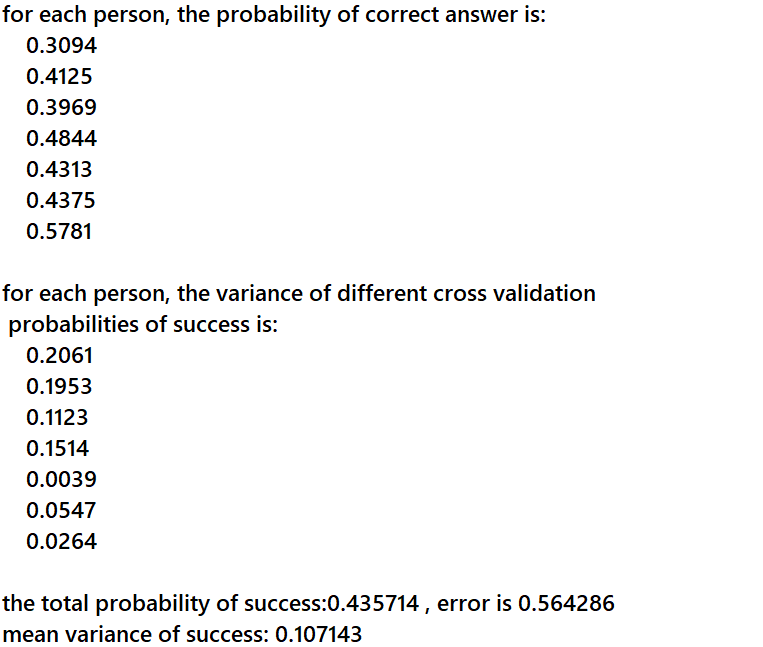 for each person, the probability of correct answer is:
0.3094
0.4125
0.3969
0.4844
0.4313
0.4375
0.5781
for each person, the variance of different cross validation
probabilities of success is:
0.2061
0.1953
0.1123
0.1514
0.0039
0.0547
0.0264
the total probability of success:0.435714 , error is 0.564286
mean variance of success: 0.107143